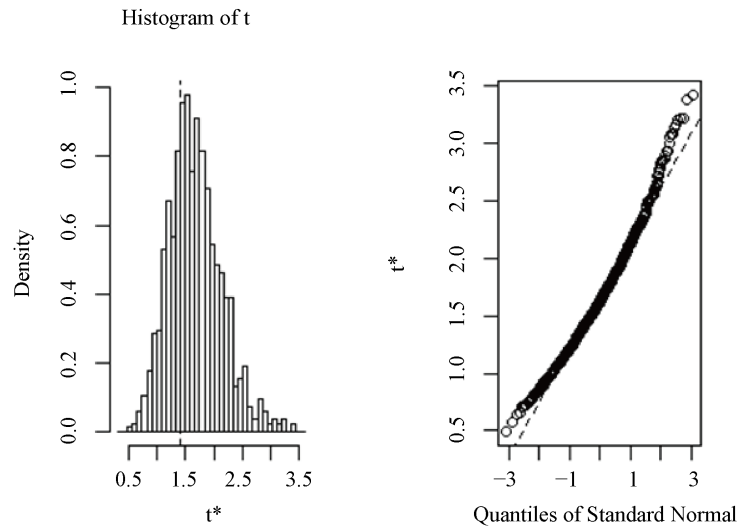 Histogram of t
Density
0.0 0.2 0.4 0.6 0.8 1.0
0.5 1.5 2.5 3.5
t*
t*
0.5 1.0 1.5 2.0 2.5 3.0 3.5
−3 −1 1 3
Quantiles of Standard Normal